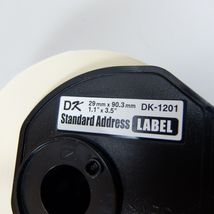 DK 29mm x 90.3mm DK-1201
1.1" x 3.5"
Standard Address LABEL